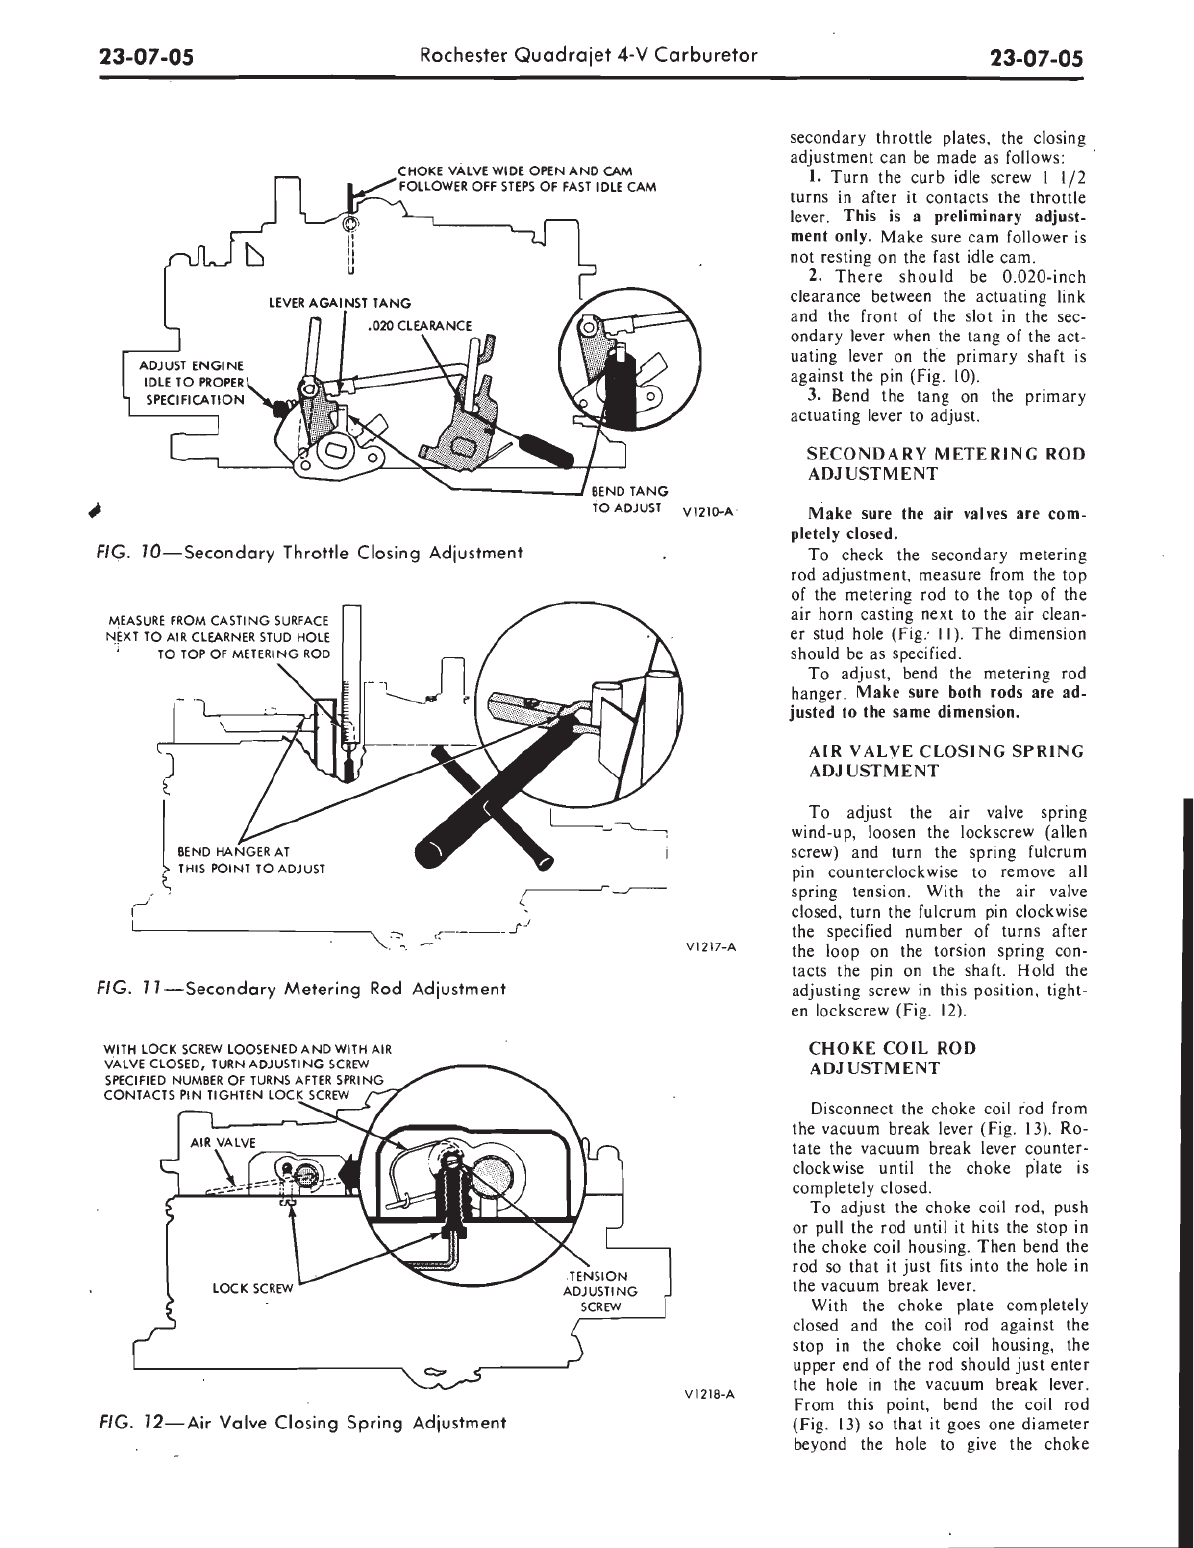 23-07-05
Rochester Quadrajet 4-V Carburetor
23-07-05
CHOKE VALVE WIDE OPEN AND CAM
FOLLOWER OFF STEPS OF FAST IDLE CAM
LEVER AGAINST TANG
.020 CLEARANCE
ADJUST ENGINE
IDLE TO PROPER
SPECIFICATION
BEND TANG
TO ADJUST
V1210-A
FIG. 10—Secondary Throttle Closing Adjustment
MEASURE FROM CASTING SURFACE
NEXT TO AIR CLEARNER STUD HOLE
TO TOP OF METERING ROD
BEND HANGER AT
THIS POINT TO ADJUST
V1217-A
FIG. 11—Secondary Metering Rod Adjustment
WITH LOCK SCREW LOOSENED AND WITH AIR
VALVE CLOSED, TURN ADJUSTING SCREW
SPECIFIED NUMBER OF TURNS AFTER SPRING
CONTACTS PIN TIGHTEN LOCK SCREW
AIR VALVE
LOCK SCREW
TENSION
ADJUSTING
SCREW
V1218-A
FIG. 12—Air Valve Closing Spring Adjustment
secondary throttle plates, the closing
adjustment can be made as follows:
1. Turn the curb idle screw 1 1/2
turns in after it contacts the throttle
lever. This is a preliminary adjust-
ment only. Make sure cam follower is
not resting on the fast idle cam.
2. There should be 0.020-inch
clearance between the actuating link
and the front of the slot in the sec-
ondary lever when the tang of the act-
uating lever on the primary shaft is
against the pin (Fig. 10).
3. Bend the tang on the primary
actuating lever to adjust.
SECONDARY METERING ROD
ADJUSTMENT
Make sure the air valves are com-
pletely closed.
To check the secondary metering
rod adjustment, measure from the top
of the metering rod to the top of the
air horn casting next to the air clean-
er stud hole (Fig. 11). The dimension
should be as specified.
To adjust, bend the metering rod
hanger. Make sure both rods are ad-
justed to the same dimension.
AIR VALVE CLOSING SPRING
ADJUSTMENT
To adjust the air valve spring
wind-up, loosen the lockscrew (allen
screw) and turn the spring fulcrum
pin counterclockwise to remove all
spring tension. With the air valve
closed, turn the fulcrum pin clockwise
the specified number of turns after
the loop on the torsion spring con-
tacts the pin on the shaft. Hold the
adjusting screw in this position, tight-
en lockscrew (Fig. 12).
CHOKE COIL ROD
ADJUSTMENT
Disconnect the choke coil rod from
the vacuum break lever (Fig. 13). Ro-
tate the vacuum break lever counter-
clockwise until the choke plate is
completely closed.
To adjust the choke coil rod, push
or pull the rod until it hits the stop in
the choke coil housing. Then bend the
rod so that it just fits into the hole in
the vacuum break lever.
With the choke plate completely
closed and the coil rod against the
stop in the choke coil housing, the
upper end of the rod should just enter
the hole in the vacuum break lever.
From this point, bend the coil rod
(Fig. 13) so that it goes one diameter
beyond the hole to give the choke